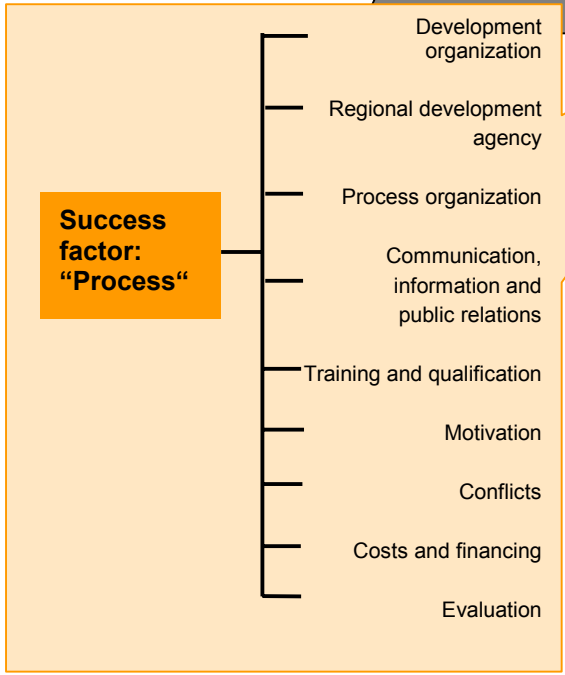 Development
organization
Regional development
agency
Process organization
Success
factor:
“Process“
Communication,
information and
public relations
Training and qualification
Motivation
Conflicts
Costs and financing
Evaluation